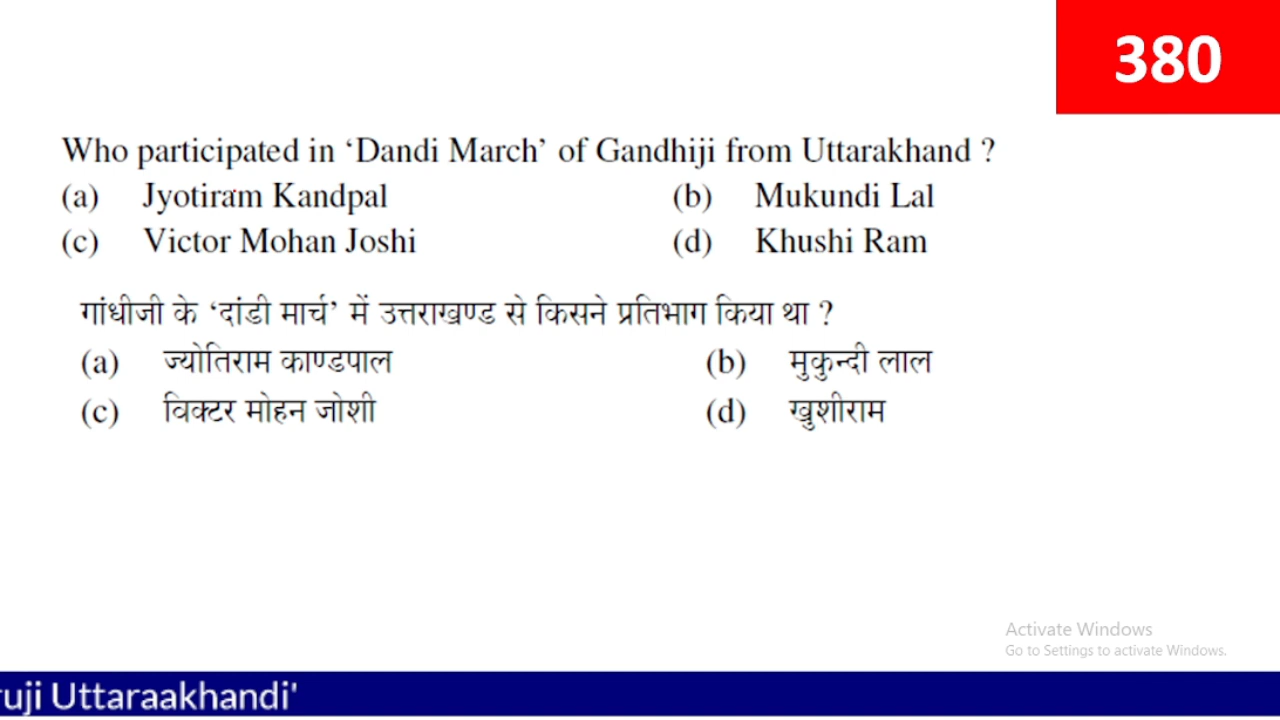 380
Who participated in ‘Dandi March’ of Gandhiji from Uttarakhand ?
(a) Jyotiram Kandpal (b) Mukundi Lal
(c) Victor Mohan Joshi (d) Khushi Ram
गांधीजी के ‘दांडी मार्च’ में उत्तराखण्ड से किसने प्रतिभाग किया था ?
(a) ज्योतिराम काण्डपाल (b) मुकुन्दी लाल
(c) विक्टर मोहन जोशी (d) खुशीराम
Activate Windows
Go to Settings to activate Windows.
uji Uttaraakhandi'